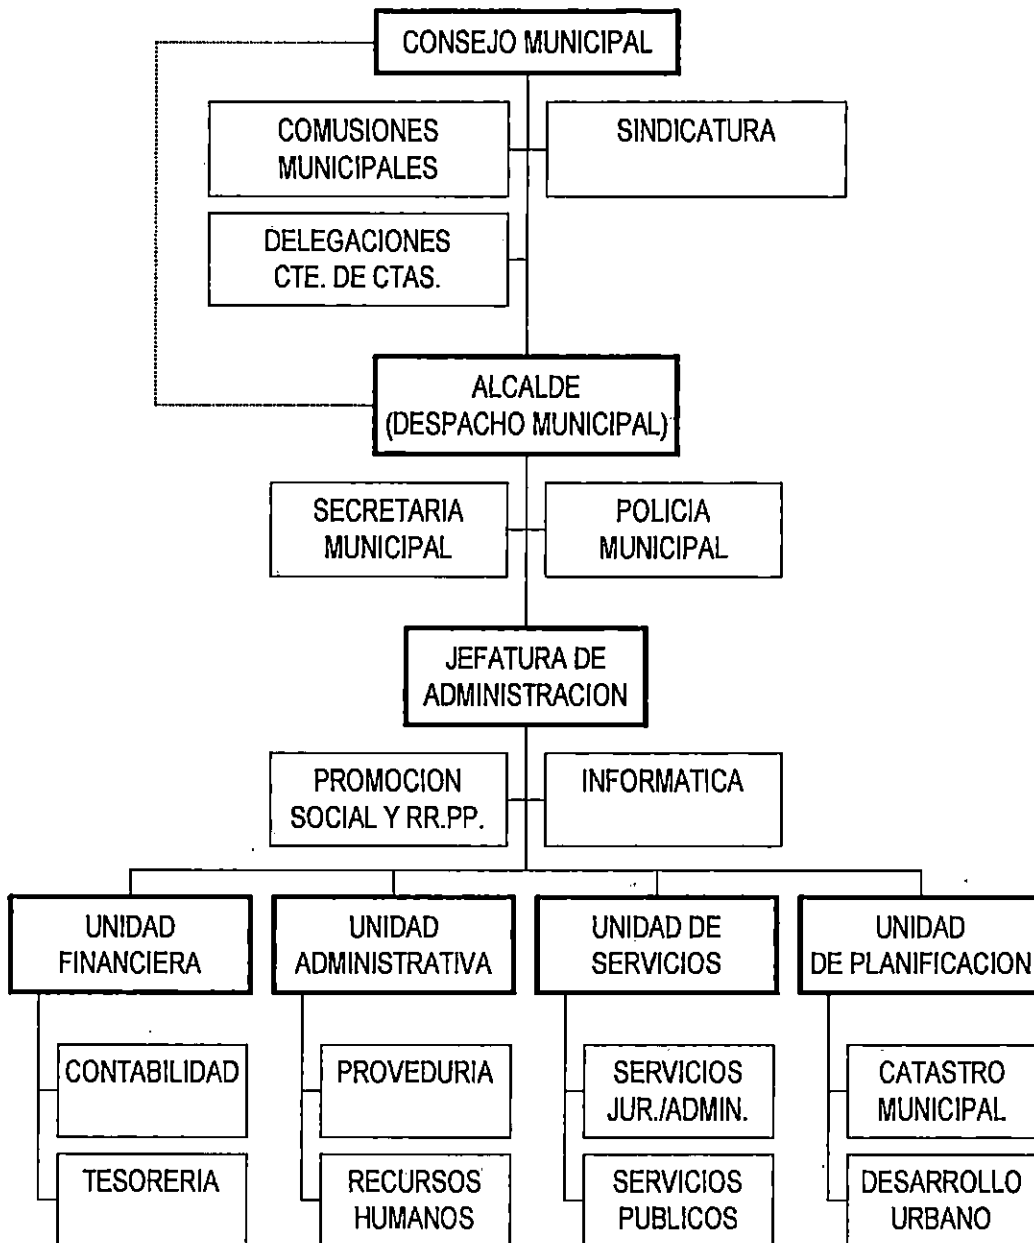 CONSEJO MUNICIPAL
COMUSIONES
MUNICIPALES
SINDICATURA
DELEGACIONES
CTE. DE CTAS.
ALCALDE
(DESPACHO MUNICIPAL)
SECRETARIA
MUNICIPAL
POLICIA
MUNICIPAL
JEFATURA DE
ADMINISTRACION
PROMOCION
SOCIAL Y RR.PP.
INFORMATICA
UNIDAD
FINANCIERA
UNIDAD
ADMINISTRATIVA
UNIDAD DE
SERVICIOS
UNIDAD
DE PLANIFICACION
CONTABILIDAD
PROVEDURIA
SERVICIOS
JUR./ADMIN.
CATASTRO
MUNICIPAL
TESORERIA
RECURSOS
HUMANOS
SERVICIOS
PUBLICOS
DESARROLLO
URBANO